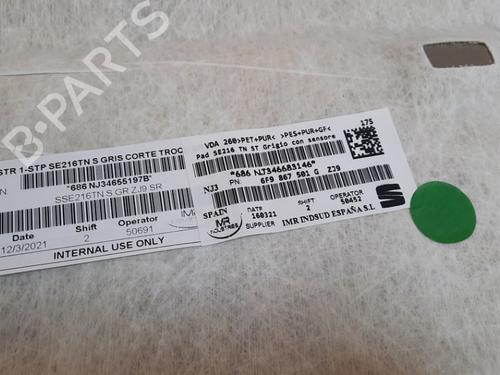 B-PARTS
STR 1-STP SE216TN S GRIS CORTE TROC
*686 NJ34655197B*
SSE216TN S GR ZJ9 SR
Date Shift Operator
12/3/2021 2 50691
INTERNAL USE ONLY
175
VDA 260>PET+PUR< >PES+PUR+GF<
Pad SE216 TN ST Grigio con sensore
*686 NJ346683146*
NJ3 PN: 6F9 867 501 G ZJ9
SPAIN
IMR
INDUSTRIES
DATE SHIFT OPERATOR
160321 2 50452
SUPPLIER IMR INDSUD ESPAÑA S.L